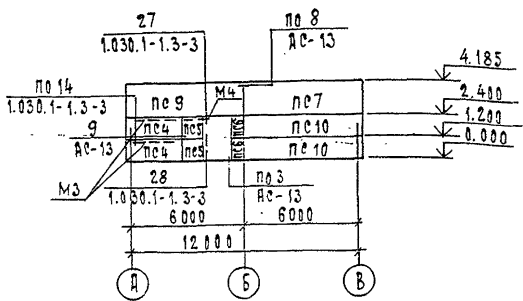 27
1.030.1-1.3-3
по 8
АС-13
4.185
2.400
1.200
0.000
по 14
1.030.1-1.3-3
9
АС-13
М3
ПС9
М4
ПС7
ПС4 ПС5 ПС6 ПС10
ПС4 ПС5 ПС6 ПС10
28
1.030.1-1.3-3
по 3
АС-13
6000 6000
12000
А Б В